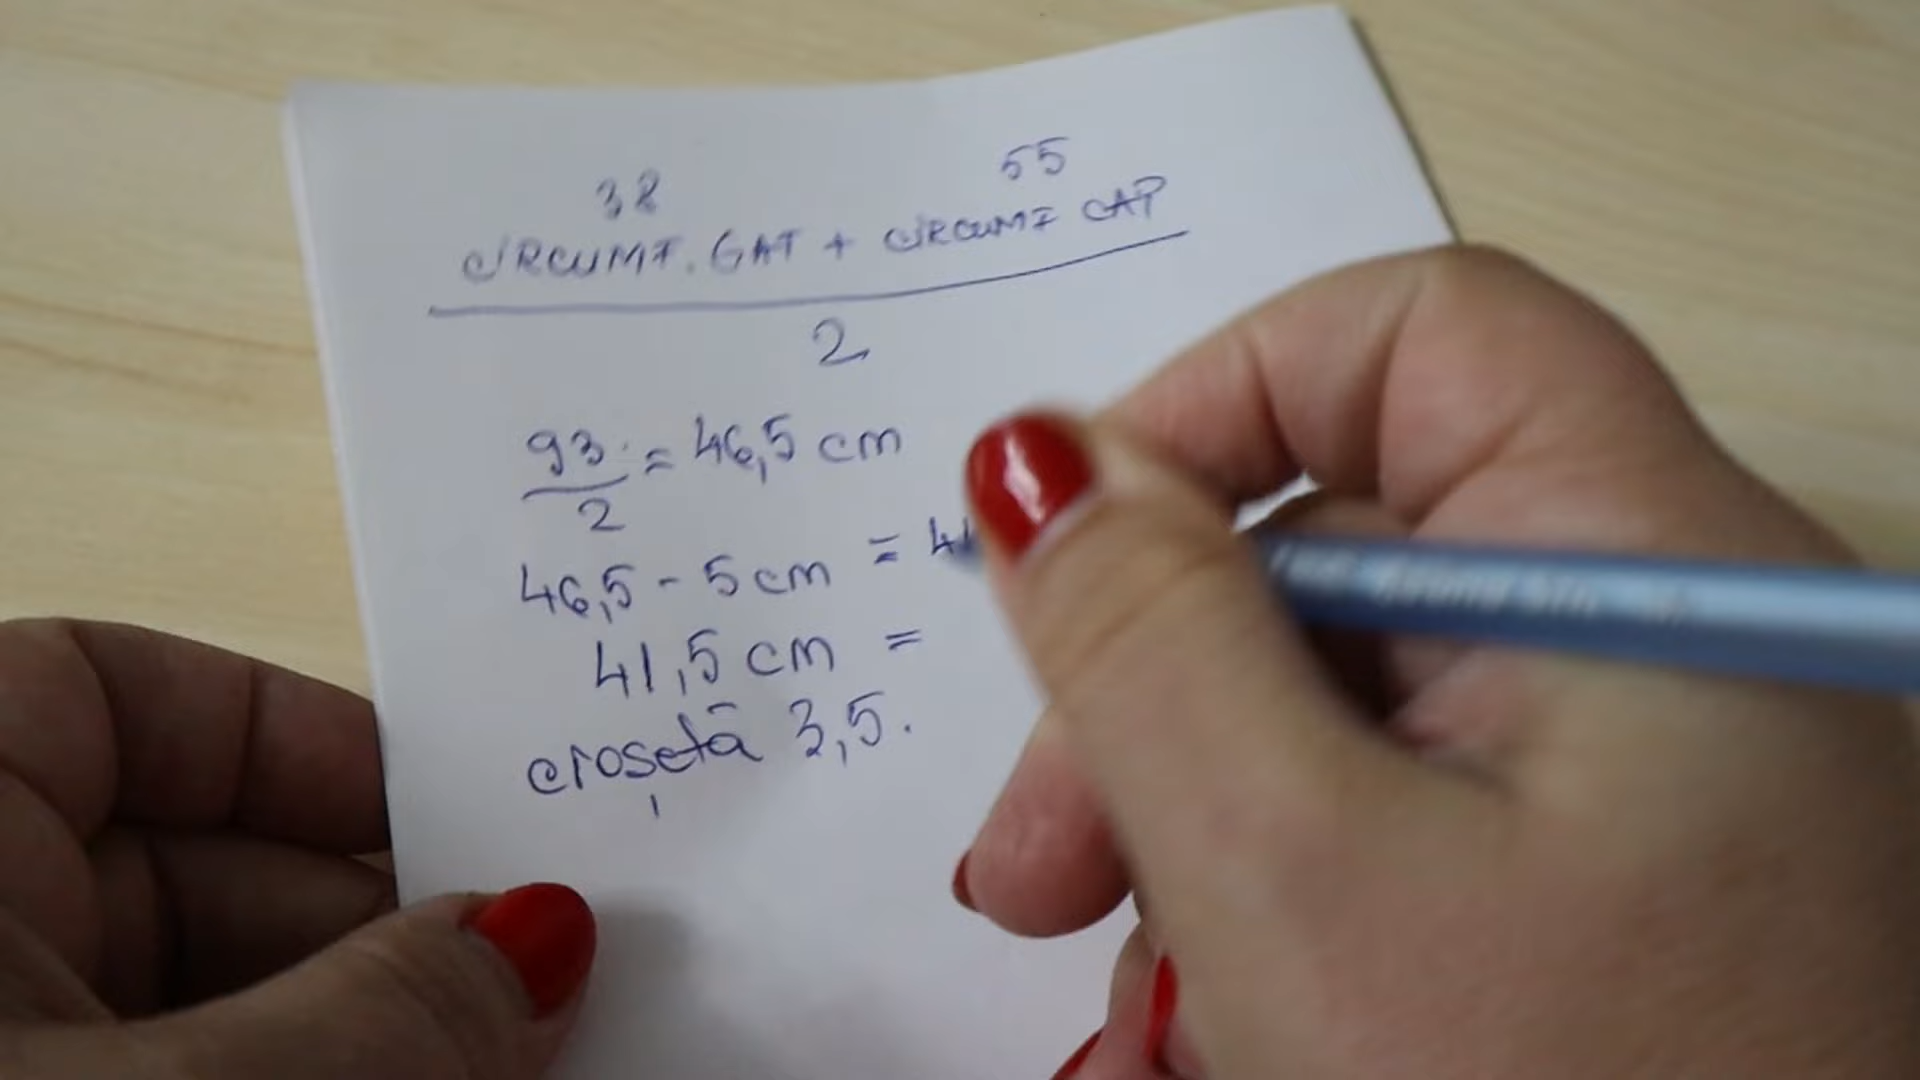 38 55
CIRCUMF. GAT + CIRCUMF CAP
2
93 = 46,5 cm
2
46,5 - 5 cm = 41
41,5 cm =
croșetă 3,5.